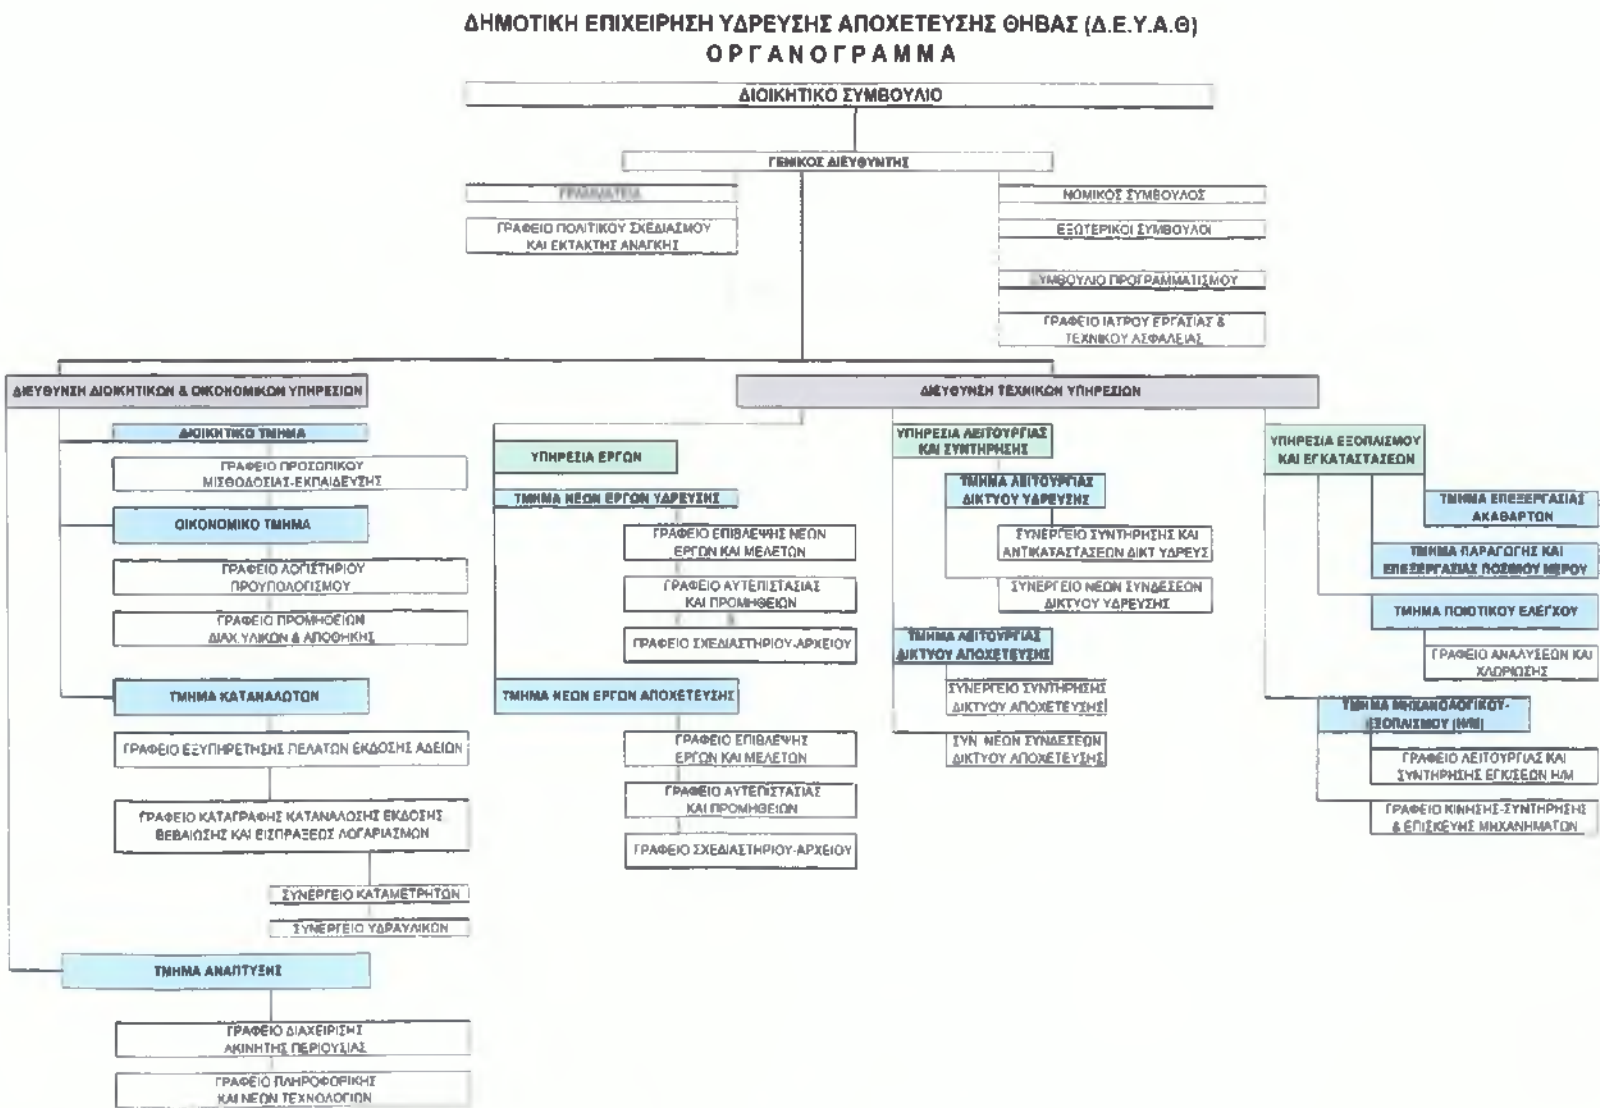 ΔΗΜΟΤΙΚΗ ΕΠΙΧΕΙΡΗΣΗ ΥΔΡΕΥΣΗΣ ΑΠΟΧΕΤΕΥΣΗΣ ΘΗΒΑΣ (Δ.Ε.Υ.Α.Θ)
ΟΡΓΑΝΟΓΡΑΜΜΑ
ΔΙΟΙΚΗΤΙΚΟ ΣΥΜΒΟΥΛΙΟ
ΓΕΝΙΚΟΣ ΔΙΕΥΘΥΝΤΗΣ
ΓΡΑΜΜΑΤΕΙΑ
ΓΡΑΦΕΙΟ ΠΟΛΙΤΙΚΟΥ ΣΧΕΔΙΑΣΜΟΥ
ΚΑΙ ΕΚΤΑΚΤΗΣ ΑΝΑΓΚΗΣ
ΝΟΜΙΚΟΣ ΣΥΜΒΟΥΛΟΣ
ΕΞΩΤΕΡΙΚΟΙ ΣΥΜΒΟΥΛΟΙ
ΣΥΜΒΟΥΛΙΟ ΠΡΟΓΡΑΜΜΑΤΙΣΜΟΥ
ΓΡΑΦΕΙΟ ΙΑΤΡΟΥ ΕΡΓΑΣΙΑΣ &
ΤΕΧΝΙΚΟΥ ΑΣΦΑΛΕΙΑΣ
ΔΙΕΥΘΥΝΣΗ ΔΙΟΙΚΗΤΙΚΩΝ & ΟΙΚΟΝΟΜΙΚΩΝ ΥΠΗΡΕΣΙΩΝ
ΔΙΟΙΚΗΤΙΚΟ ΤΜΗΜΑ
ΓΡΑΦΕΙΟ ΠΡΟΣΩΠΙΚΟΥ
ΜΙΣΘΟΔΟΣΙΑΣ-ΕΚΠΑΙΔΕΥΣΗΣ
ΟΙΚΟΝΟΜΙΚΟ ΤΜΗΜΑ
ΓΡΑΦΕΙΟ ΛΟΓΙΣΤΗΡΙΟΥ
ΠΡΟΥΠΟΛΟΓΙΣΜΟΥ
ΓΡΑΦΕΙΟ ΠΡΟΜΗΘΕΙΩΝ
ΔΙΑΧ.ΥΛΙΚΩΝ & ΑΠΟΘΗΚΗΣ
ΤΜΗΜΑ ΚΑΤΑΝΑΛΩΤΩΝ
ΓΡΑΦΕΙΟ ΕΞΥΠΗΡΕΤΗΣΗΣ ΠΕΛΑΤΩΝ ΕΚΔΟΣΗΣ ΑΔΕΙΩΝ
ΓΡΑΦΕΙΟ ΚΑΤΑΓΡΑΦΗΣ ΚΑΤΑΝΑΛΩΣΗΣ ΕΚΔΟΣΗΣ
ΒΕΒΑΙΩΣΗΣ ΚΑΙ ΕΙΣΠΡΑΞΕΩΣ ΛΟΓΑΡΙΑΣΜΩΝ
ΣΥΝΕΡΓΕΙΟ ΚΑΤΑΜΕΤΡΗΤΩΝ
ΣΥΝΕΡΓΕΙΟ ΥΔΡΑΥΛΙΚΩΝ
ΤΜΗΜΑ ΑΝΑΠΤΥΞΗΣ
ΓΡΑΦΕΙΟ ΔΙΑΧΕΙΡΙΣΗΣ
ΑΚΙΝΗΤΗΣ ΠΕΡΙΟΥΣΙΑΣ
ΓΡΑΦΕΙΟ ΠΛΗΡΟΦΟΡΙΚΗΣ
ΚΑΙ ΝΕΩΝ ΤΕΧΝΟΛΟΓΙΩΝ
ΔΙΕΥΘΥΝΣΗ ΤΕΧΝΙΚΩΝ ΥΠΗΡΕΣΙΩΝ
ΥΠΗΡΕΣΙΑ ΕΡΓΩΝ
ΤΜΗΜΑ ΝΕΩΝ ΕΡΓΩΝ ΥΔΡΕΥΣΗΣ
ΓΡΑΦΕΙΟ ΕΠΙΒΛΕΨΗΣ ΝΕΩΝ
ΕΡΓΩΝ ΚΑΙ ΜΕΛΕΤΩΝ
ΓΡΑΦΕΙΟ ΑΥΤΕΠΙΣΤΑΣΙΑΣ
ΚΑΙ ΠΡΟΜΗΘΕΙΩΝ
ΓΡΑΦΕΙΟ ΣΧΕΔΙΑΣΤΗΡΙΟΥ-ΑΡΧΕΙΟΥ
ΤΜΗΜΑ ΝΕΩΝ ΕΡΓΩΝ ΑΠΟΧΕΤΕΥΣΗΣ
ΓΡΑΦΕΙΟ ΕΠΙΒΛΕΨΗΣ
ΕΡΓΩΝ ΚΑΙ ΜΕΛΕΤΩΝ
ΓΡΑΦΕΙΟ ΑΥΤΕΠΙΣΤΑΣΙΑΣ
ΚΑΙ ΠΡΟΜΗΘΕΙΩΝ
ΓΡΑΦΕΙΟ ΣΧΕΔΙΑΣΤΗΡΙΟΥ-ΑΡΧΕΙΟΥ
ΥΠΗΡΕΣΙΑ ΛΕΙΤΟΥΡΓΙΑΣ
ΚΑΙ ΣΥΝΤΗΡΗΣΗΣ
ΤΜΗΜΑ ΛΕΙΤΟΥΡΓΙΑΣ
ΔΙΚΤΥΟΥ ΥΔΡΕΥΣΗΣ
ΣΥΝΕΡΓΕΙΟ ΣΥΝΤΗΡΗΣΗΣ ΚΑΙ
ΑΝΤΙΚΑΤΑΣΤΑΣΕΩΝ ΔΙΚΤ ΥΔΡΕΥΣ
ΣΥΝΕΡΓΕΙΟ ΝΕΩΝ ΣΥΝΔΕΣΕΩΝ
ΔΙΚΤΥΟΥ ΥΔΡΕΥΣΗΣ
ΤΜΗΜΑ ΛΕΙΤΟΥΡΓΙΑΣ
ΔΙΚΤΥΟΥ ΑΠΟΧΕΤΕΥΣΗΣ
ΣΥΝΕΡΓΕΙΟ ΣΥΝΤΗΡΗΣΗΣ
ΔΙΚΤΥΟΥ ΑΠΟΧΕΤΕΥΣΗΣ
ΣΥΝ ΝΕΩΝ ΣΥΝΔΕΣΕΩΝ
ΔΙΚΤΥΟΥ ΑΠΟΧΕΤΕΥΣΗΣ
ΥΠΗΡΕΣΙΑ ΕΞΟΠΛΙΣΜΟΥ
ΚΑΙ ΕΓΚΑΤΑΣΤΑΣΕΩΝ
ΤΜΗΜΑ ΕΠΕΞΕΡΓΑΣΙΑΣ
ΑΚΑΘΑΡΤΩΝ
ΤΜΗΜΑ ΠΑΡΑΓΩΓΗΣ ΚΑΙ
ΕΠΕΞΕΡΓΑΣΙΑΣ ΠΟΣΙΜΟΥ ΝΕΡΟΥ
ΤΜΗΜΑ ΠΟΙΟΤΙΚΟΥ ΕΛΕΓΧΟΥ
ΓΡΑΦΕΙΟ ΑΝΑΛΥΣΕΩΝ ΚΑΙ
ΧΛΩΡΙΩΣΗΣ
ΤΜΗΜΑ ΜΗΧΑΝΟΛΟΓΙΚΟΥ-
ΕΞΟΠΛΙΣΜΟΥ (Η/Μ)
ΓΡΑΦΕΙΟ ΛΕΙΤΟΥΡΓΙΑΣ ΚΑΙ
ΣΥΝΤΗΡΗΣΗΣ ΕΓΚ/ΣΕΩΝ Η/Μ
ΓΡΑΦΕΙΟ ΚΙΝΗΣΗΣ-ΣΥΝΤΗΡΗΣΗΣ
& ΕΠΙΣΚΕΥΗΣ ΜΗΧΑΝΗΜΑΤΩΝ